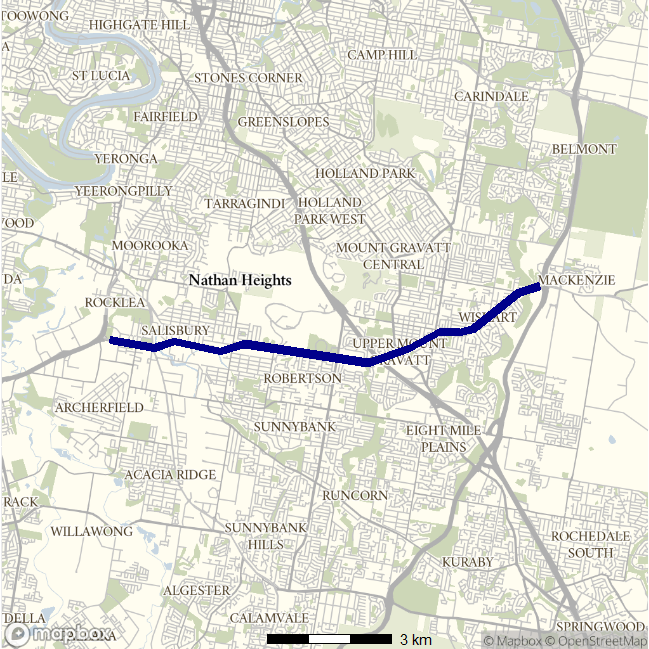 TOOWONG
HIGHGATE HILL
CAMP HILL
ST LUCIA
STONES CORNER
CARINDALE
FAIRFIELD
GREENSLOPES
BELMONT
YERONGA
LE
HOLLAND PARK
YEERONGPILLY
TARRAGINDI
HOLLAND
PARK WEST
WOOD
MOOROOKA
MOUNT GRAVATT
CENTRAL
DA
Nathan Heights
MACKENZIE
ROCKLEA
WISHART
SALISBURY
UPPER MOUNT
GRAVATT
ROBERTSON
ARCHERFIELD
SUNNYBANK
EIGHT MILE
PLAINS
ACACIA RIDGE
RUNCORN
RACK
WILLAWONG
SUNNYBANK
HILLS
ROCHEDALE
SOUTH
KURABY
ALGESTER
DELLA
CALAMVALE
SPRINGWOOD
mapbox
3 km
© Mapbox © OpenStreetMap